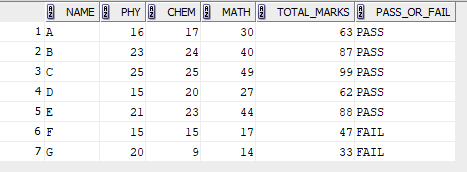 NAME PHY CHEM MATH TOTAL_MARKS PASS_OR_FAIL
1 A 16 17 30 63 PASS
2 B 23 24 40 87 PASS
3 C 25 25 49 99 PASS
4 D 15 20 27 62 PASS
5 E 21 23 44 88 PASS
6 F 15 15 17 47 FAIL
7 G 20 9 14 33 FAIL